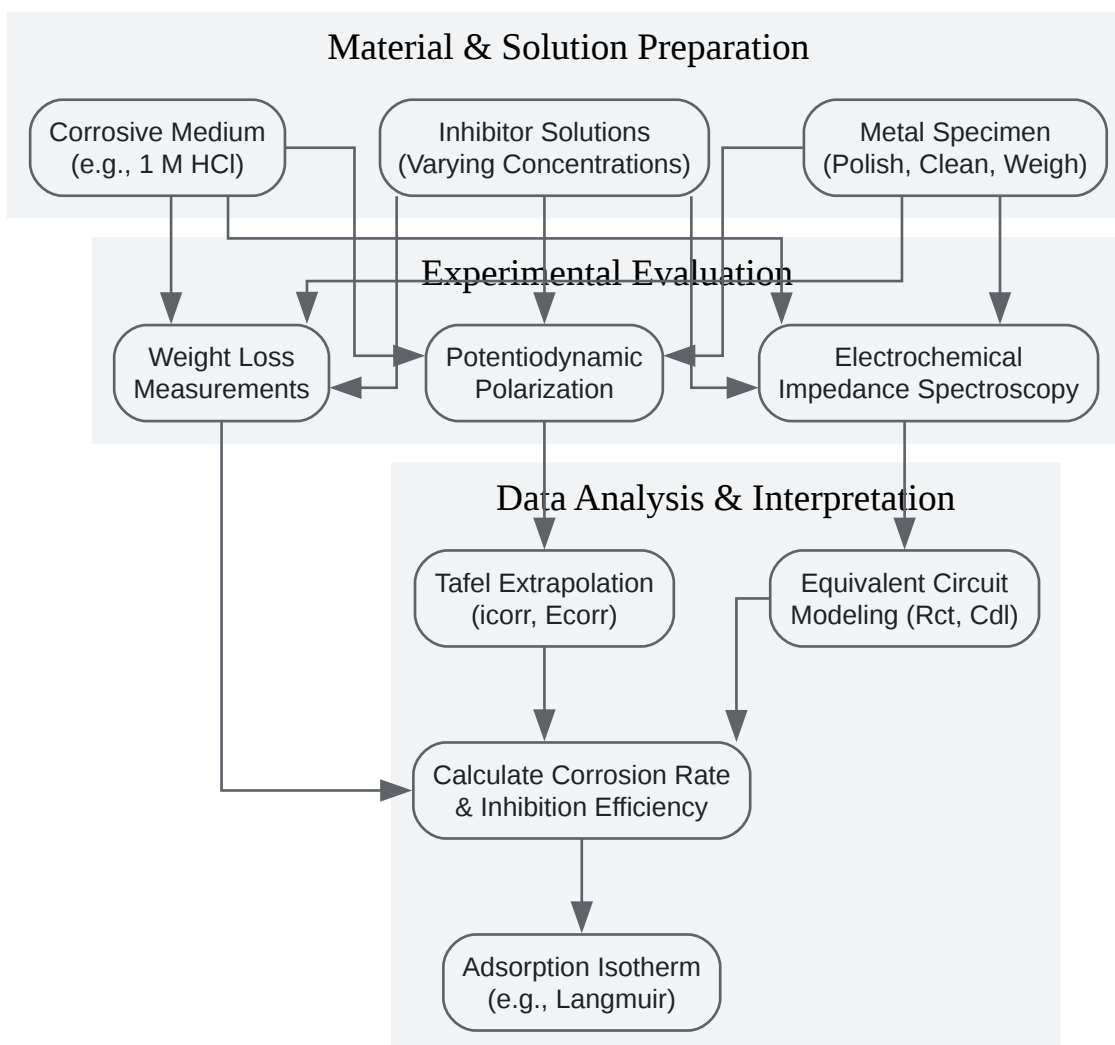 Material & Solution Preparation
Corrosive Medium
(e.g., 1 M HCl)
Inhibitor Solutions
(Varying Concentrations)
Metal Specimen
(Polish, Clean, Weigh)
Experimental Evaluation
Weight Loss
Measurements
Potentiodynamic
Polarization
Electrochemical
Impedance Spectroscopy
Data Analysis & Interpretation
Tafel Extrapolation
(icorr, Ecorr)
Equivalent Circuit
Modeling (Rct, Cdl)
Calculate Corrosion Rate
& Inhibition Efficiency
Adsorption Isotherm
(e.g., Langmuir)